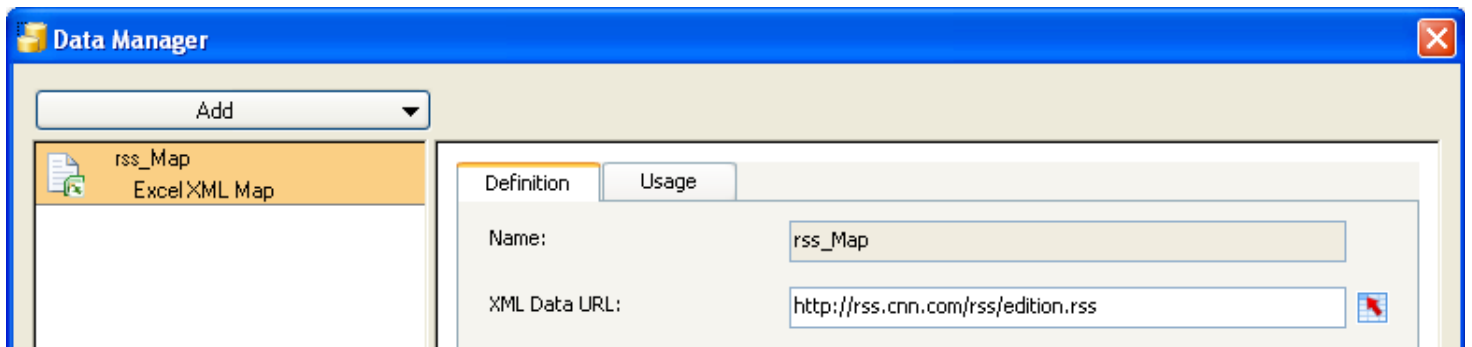 Data Manager
Add
rss_Map
Excel XML Map
Definition
Usage
Name:
rss_Map
XML Data URL:
http://rss.cnn.com/rss/edition.rss